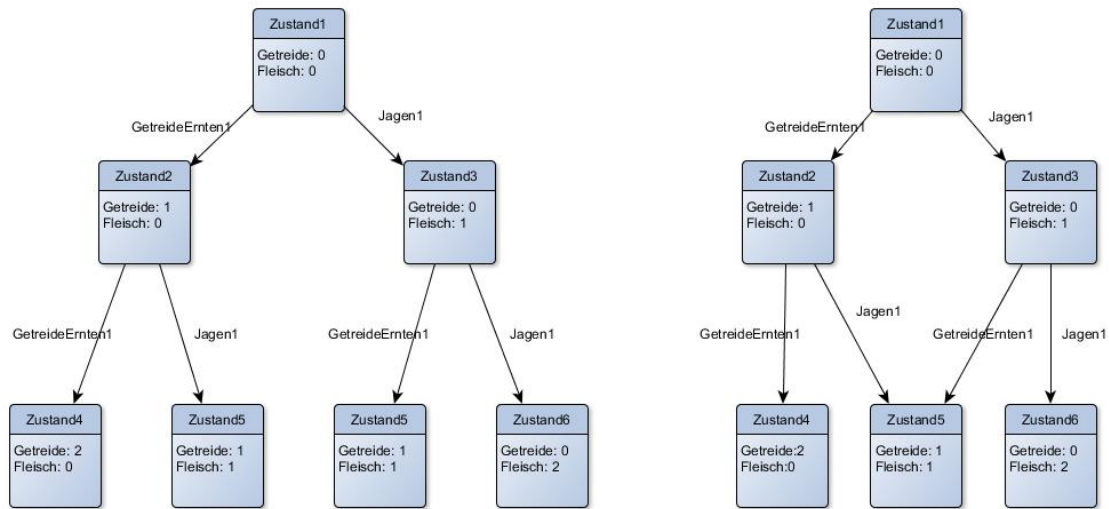 Zustand1
Getreide: 0
Fleisch: 0
GetreideErnten1
Jagen1
Zustand2
Getreide: 1
Fleisch: 0
Zustand3
Getreide: 0
Fleisch: 1
GetreideErnten1
Jagen1
GetreideErnten1
Jagen1
Zustand4
Getreide: 2
Fleisch: 0
Zustand5
Getreide: 1
Fleisch: 1
Zustand5
Getreide: 1
Fleisch: 1
Zustand6
Getreide: 0
Fleisch: 2
Zustand1
Getreide: 0
Fleisch: 0
GetreideErnten1
Jagen1
Zustand2
Getreide: 1
Fleisch: 0
Zustand3
Getreide: 0
Fleisch: 1
GetreideErnten1
Jagen1
GetreideErnten1
Jagen1
Zustand4
Getreide:2
Fleisch:0
Zustand5
Getreide: 1
Fleisch: 1
Zustand6
Getreide: 0
Fleisch: 2